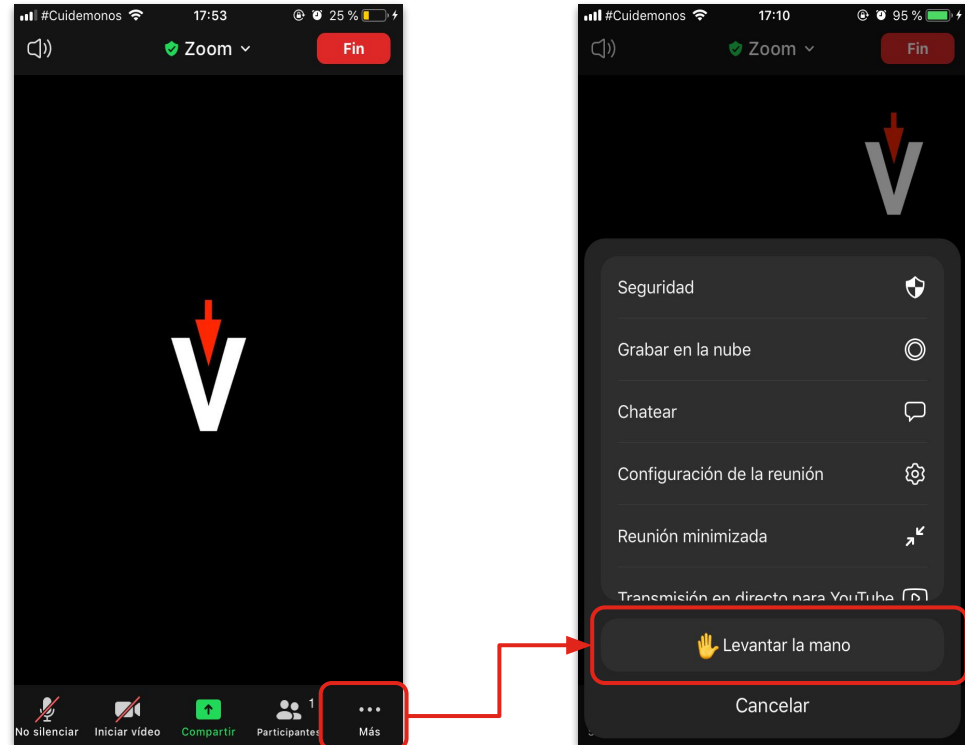 #Cuidemonos 17:53 25 %
Zoom Fin
V
No silenciar Iniciar vídeo Compartir Participantes 1 Más
#Cuidemonos 17:10 95 %
Zoom Fin
V
Seguridad
Grabar en la nube
Chatear
Configuración de la reunión
Reunión minimizada
Transmisión en directo para YouTube
Levantar la mano
Cancelar